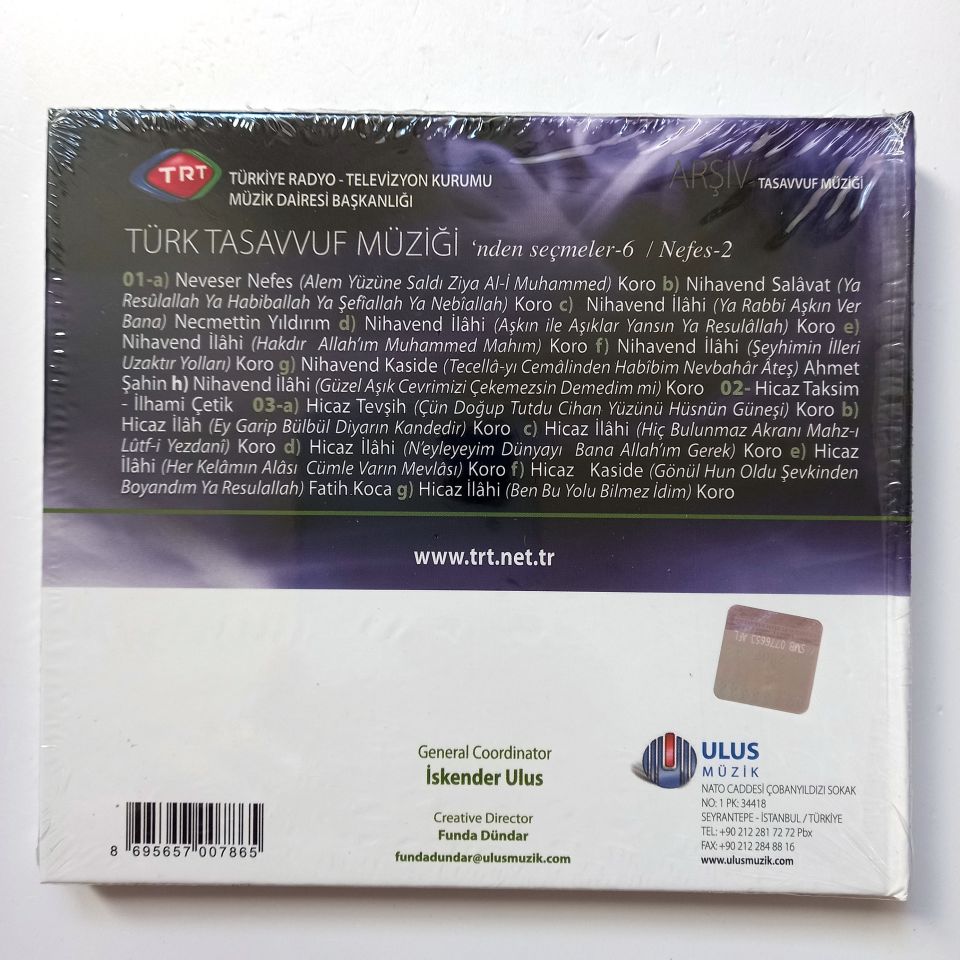 TRT
TÜRKİYE RADYO - TELEVİZYON KURUMU
MÜZİK DAİRESİ BAŞKANLIĞI
ARŞİV TASAVVUF MÜZİĞİ
TÜRK TASAVVUF MÜZİĞİ 'nden seçmeler-6 / Nefes-2
01-a) Neveser Nefes (Alem Yüzüne Saldı Ziya Al-İ Muhammed) Koro b) Nihavend Salâvat (Ya
Resûlallah Ya Habiballah Ya Şefîallah Ya Nebîallah) Koro c) Nihavend İlâhi (Ya Rabbi Aşkın Ver
Bana) Necmettin Yıldırım d) Nihavend İlâhi (Aşkın ile Aşıklar Yansın Ya Resulâllah) Koro e)
Nihavend İlâhi (Hakdır Allah'ım Muhammed Mahım) Koro f) Nihavend İlâhi (Şeyhimin İlleri
Uzaktır Yolları) Koro g) Nihavend Kaside (Tecellâ-yı Cemâlinden Habîbim Nevbahâr Ateş) Ahmet
Şahin h) Nihavend İlâhi (Güzel Aşık Cevrimizi Çekemezsin Demedim mi) Koro 02- Hicaz Taksim
- İlhami Çetik 03-a) Hicaz Tevşih (Çün Doğup Tutdu Cihan Yüzünü Hüsnün Güneşi) Koro b)
Hicaz İlâh (Ey Garip Bülbül Diyarın Kandedir) Koro c) Hicaz İlâhi (Hiç Bulunmaz Akranı Mahz-ı
Lûtf-i Yezdanî) Koro d) Hicaz İlâhi (N'eyleyeyim Dünyayı Bana Allah'ım Gerek) Koro e) Hicaz
İlâhi (Her Kelâmın Alâsı Cümle Varın Mevlâsı) Koro f) Hicaz Kaside (Gönül Hun Oldu Şevkinden
Boyandım Ya Resulallah) Fatih Koca g) Hicaz İlâhi (Ben Bu Yolu Bilmez İdim) Koro
www.trt.net.tr
SMB 0776653 AFL
General Coordinator
İskender Ulus
Creative Director
Funda Dündar
fundadundar@ulusmuzik.com
ULUS
MÜZİK
NATO CADDESİ ÇOBANYILDIZI SOKAK
NO: 1 PK: 34418
SEYRANTEPE - İSTANBUL / TÜRKİYE
TEL: +90 212 281 72 72 Pbx
FAX: +90 212 284 88 16
www.ulusmuzik.com
8 695657 007865